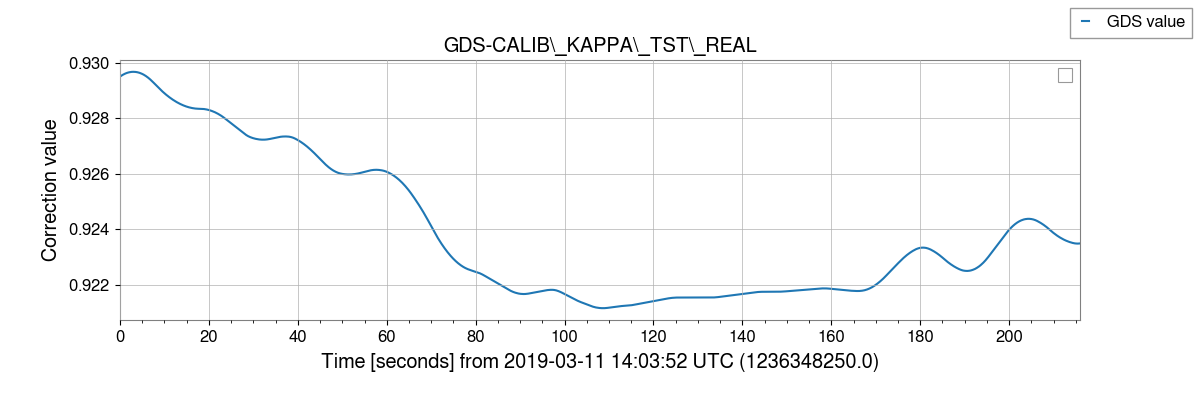 GDS value
GDS-CALIB\_KAPPA\_TST\_REAL
0.930
0.928
0.926
0.924
0.922
Correction value
0 20 40 60 80 100 120 140 160 180 200
Time [seconds] from 2019-03-11 14:03:52 UTC (1236348250.0)